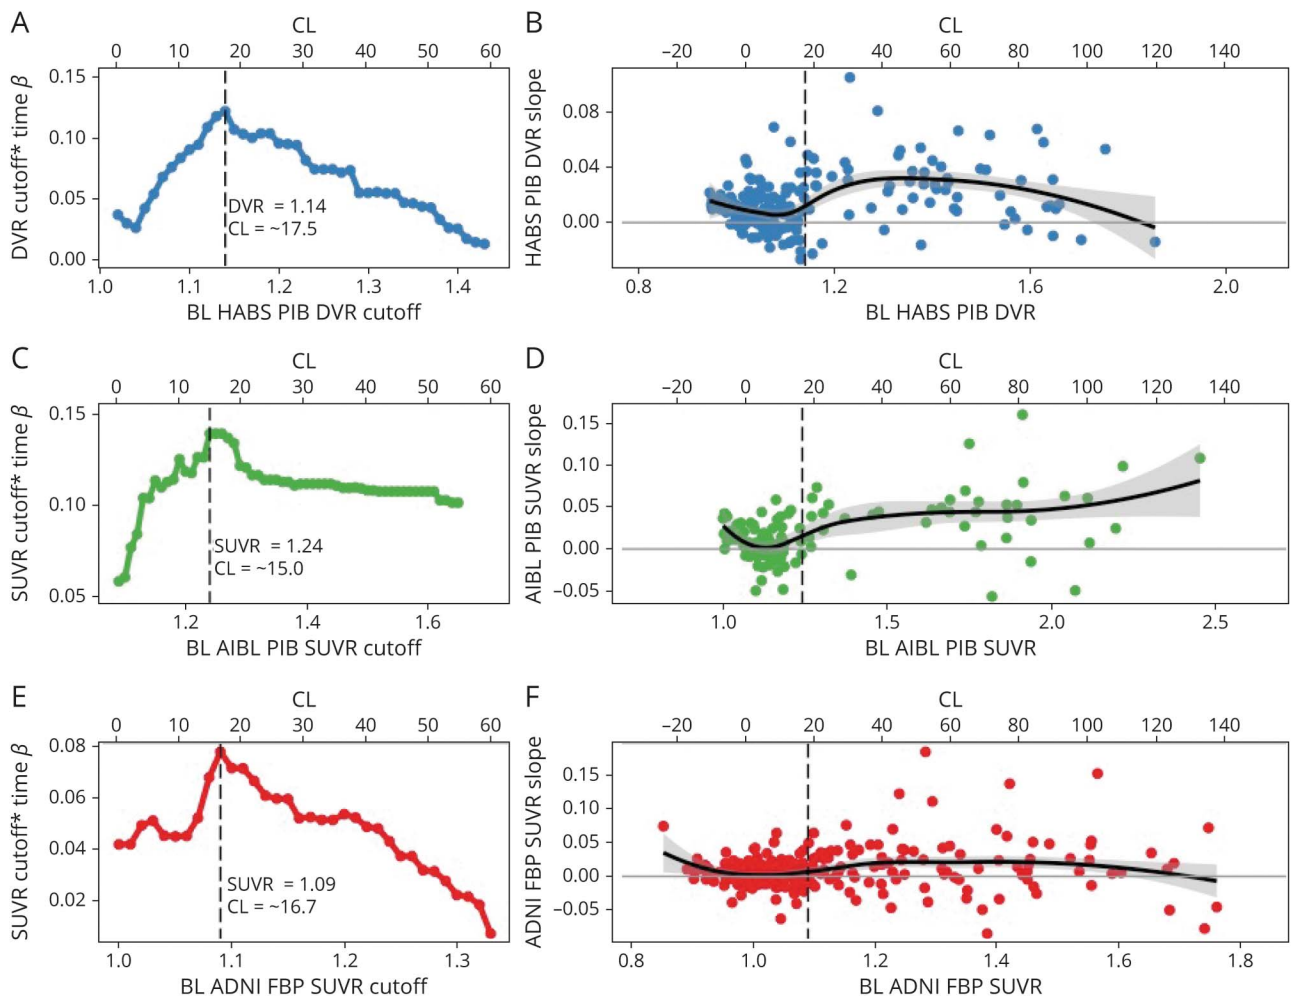 A
CL
0 10 20 30 40 50 60
DVR cutoff* time β
0.15
0.10
0.05
0.00
DVR = 1.14
CL = ~17.5
1.0 1.1 1.2 1.3 1.4
BL HABS PIB DVR cutoff
B
CL
−20 0 20 40 60 80 100 120 140
HABS PIB DVR slope
0.08
0.04
0.00
0.8 1.2 1.6 2.0
BL HABS PIB DVR
C
CL
0 10 20 30 40 50 60
SUVR cutoff* time β
0.15
0.10
0.05
SUVR = 1.24
CL = ~15.0
1.2 1.4 1.6
BL AIBL PIB SUVR cutoff
D
CL
−20 0 20 40 60 80 100 120 140
AIBL PIB SUVR slope
0.15
0.10
0.05
0.00
−0.05
1.0 1.5 2.0 2.5
BL AIBL PIB SUVR
E
CL
0 10 20 30 40 50 60
SUVR cutoff* time β
0.08
0.06
0.04
0.02
SUVR = 1.09
CL = ~16.7
1.0 1.1 1.2 1.3
BL ADNI FBP SUVR cutoff
F
CL
−20 0 20 40 60 80 100 120 140
ADNI FBP SUVR slope
0.15
0.10
0.05
0.00
−0.05
0.8 1.0 1.2 1.4 1.6 1.8
BL ADNI FBP SUVR